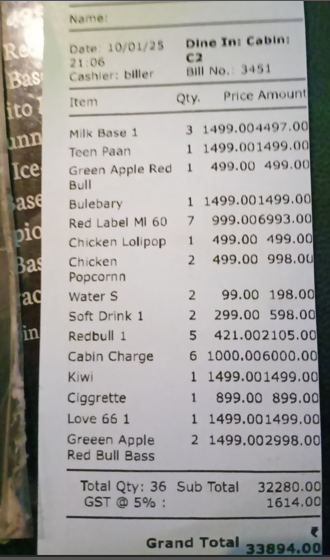 Name:
Date: 10/01/25 Dine In: Cabin:
21:06 C2
Cashier: biller Bill No.: 3451
Item Qty. Price Amount
Milk Base 1 3 1499.004497.00
Teen Paan 1 1499.001499.00
Green Apple Red 1 499.00 499.00
Bull
Bulebary 1 1499.001499.00
Red Label Ml 60 7 999.006993.00
Chicken Lolipop 1 499.00 499.00
Chicken 2 499.00 998.00
Popcornn
Water S 2 99.00 198.00
Soft Drink 1 2 299.00 598.00
Redbull 1 5 421.002105.00
Cabin Charge 6 1000.006000.00
Kiwi 1 1499.001499.00
Ciggrette 1 899.00 899.00
Love 66 1 1 1499.001499.00
Greeen Apple 2 1499.002998.00
Red Bull Bass
Total Qty: 36 Sub Total 32280.00
GST @ 5% : 1614.00
Grand Total ₹
33894.00